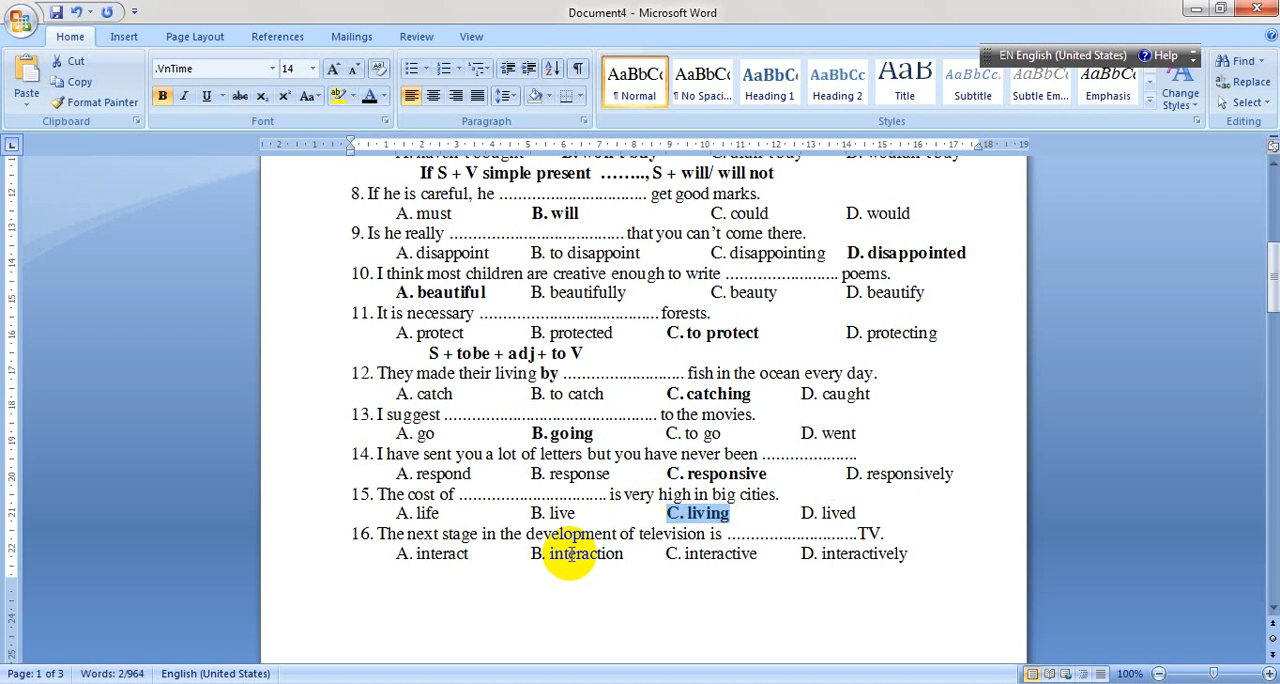 Document4 - Microsoft Word
Home Insert Page Layout References Mailings Review View
EN English (United States) Help
Paste Cut Copy Format Painter
Clipboard
.VnTime 14
Font
Paragraph
AaBbCc AaBbCc AaBbC AaBbCc AaB AaBbCc. AaBbCc. AaBbCc
¶ Normal ¶ No Spaci... Heading 1 Heading 2 Title Subtitle Subtle Em... Emphasis
Change Styles
Styles
Find Replace Select
Editing
If S + V simple present …….., S + will/ will not
8. If he is careful, he …………………………… get good marks.
A. must B. will C. could D. would
9. Is he really ………………………………… that you can’t come there.
A. disappoint B. to disappoint C. disappointing D. disappointed
10. I think most children are creative enough to write ……………………. poems.
A. beautiful B. beautifully C. beauty D. beautify
11. It is necessary ………………………………… forests.
A. protect B. protected C. to protect D. protecting
S + tobe + adj + to V
12. They made their living by ……………………… fish in the ocean every day.
A. catch B. to catch C. catching D. caught
13. I suggest ………………………………………… to the movies.
A. go B. going C. to go D. went
14. I have sent you a lot of letters but you have never been …………………
A. respond B. response C. responsive D. responsively
15. The cost of …………………………… is very high in big cities.
A. life B. live C. living D. lived
16. The next stage in the development of television is ………………………..TV.
A. interact B. interaction C. interactive D. interactively
Page: 1 of 3 Words: 2/964 English (United States) 100%